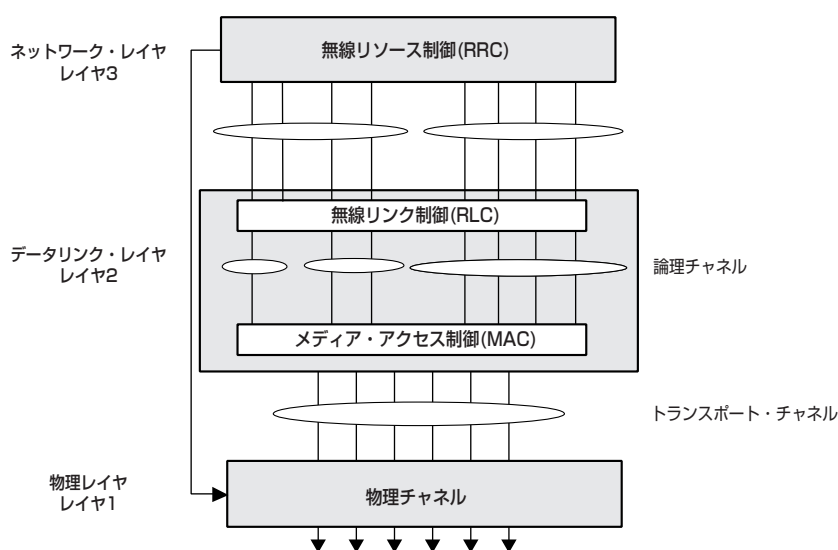 ネットワーク・レイヤ
レイヤ3
無線リソース制御(RRC)
無線リンク制御(RLC)
データリンク・レイヤ
レイヤ2
論理チャネル
メディア・アクセス制御(MAC)
トランスポート・チャネル
物理レイヤ
レイヤ1
物理チャネル